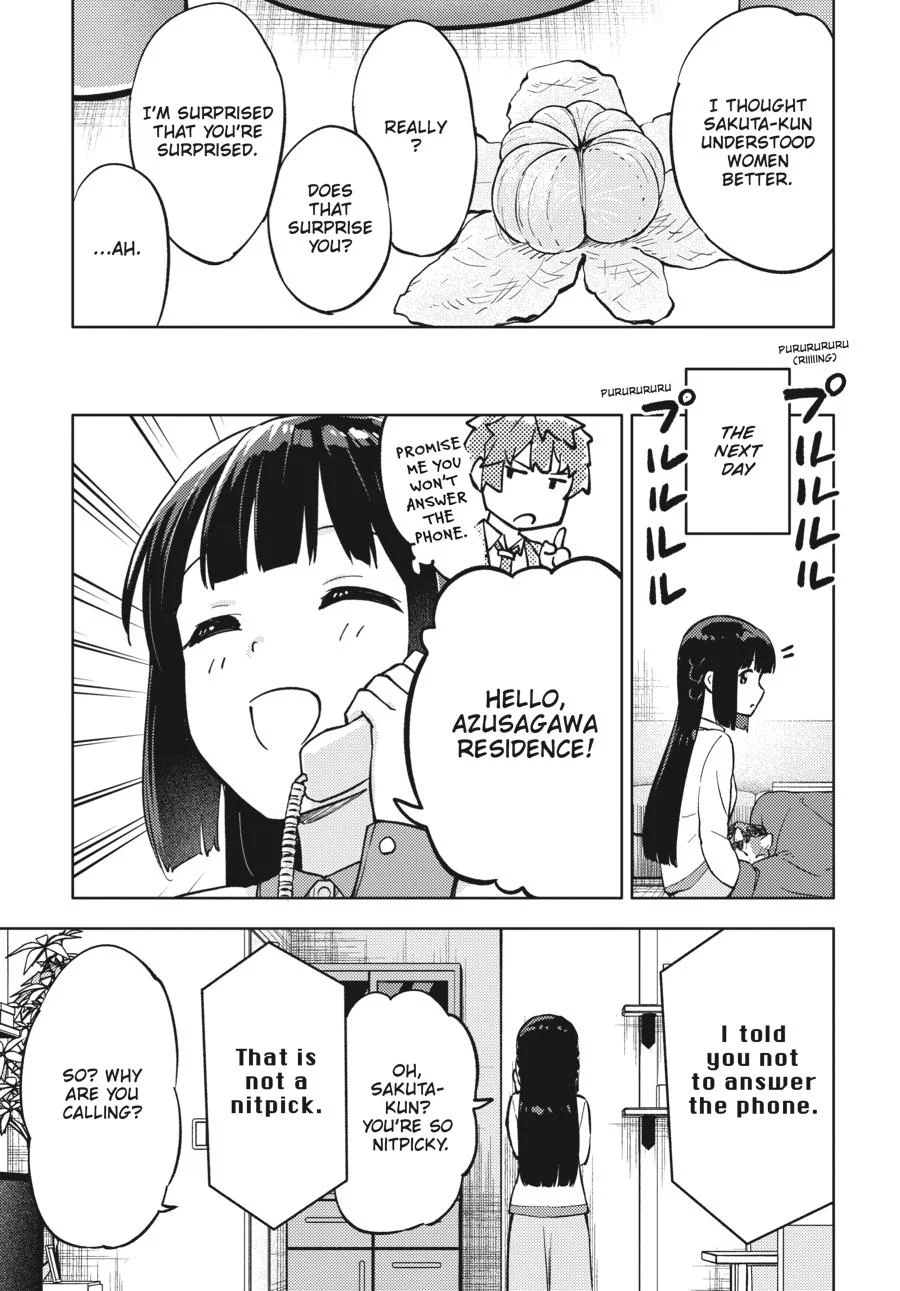 I THOUGHT
SAKUTA-KUN
UNDERSTOOD
WOMEN
BETTER.
REALLY
?
DOES
THAT
SURPRISE
YOU?
I'M SURPRISED
THAT YOU'RE
SURPRISED.
...AH.
PURURURURU
(RIIIIING)
プルルルル
THE
NEXT
DAY
PURURURURU
プルルルル
PROMISE
ME YOU
WON'T
ANSWER
THE
PHONE.
HELLO,
AZUSAGAWA
RESIDENCE!
I told
you not
to answer
the phone.
OH,
SAKUTA-
KUN?
YOU'RE SO
NITPICKY.
That is
not a
nitpick.
SO? WHY
ARE YOU
CALLING?